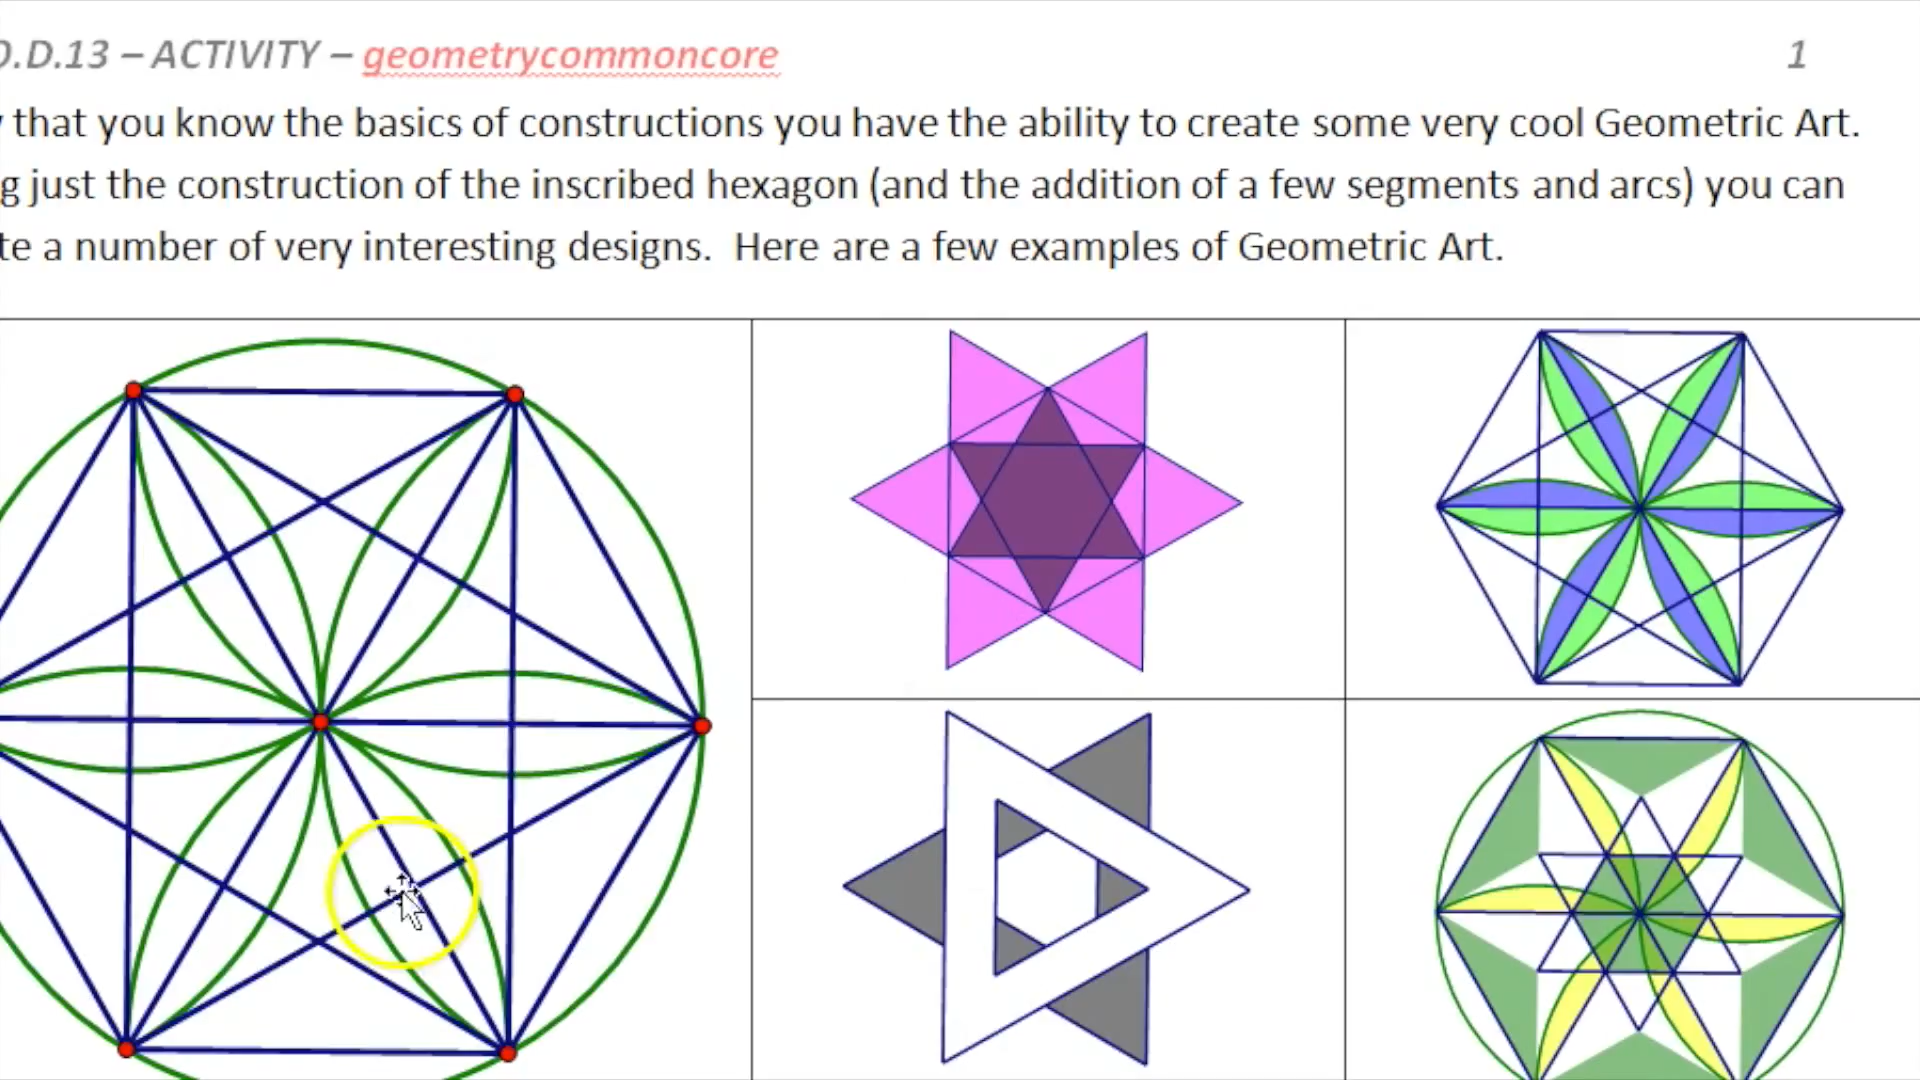 O.D.13 – ACTIVITY – geometrycommoncore 1
that you know the basics of constructions you have the ability to create some very cool Geometric Art.
g just the construction of the inscribed hexagon (and the addition of a few segments and arcs) you can
te a number of very interesting designs. Here are a few examples of Geometric Art.